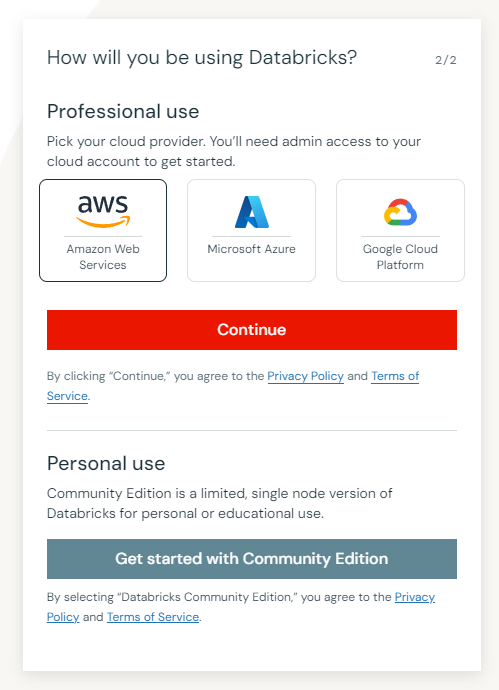 How will you be using Databricks?
2/2
Professional use
Pick your cloud provider. You’ll need admin access to your
cloud account to get started.
aws
Amazon Web
Services
Microsoft Azure
Google Cloud
Platform
Continue
By clicking “Continue,” you agree to the Privacy Policy and Terms of
Service.
Personal use
Community Edition is a limited, single node version of
Databricks for personal or educational use.
Get started with Community Edition
By selecting “Databricks Community Edition,” you agree to the Privacy
Policy and Terms of Service.